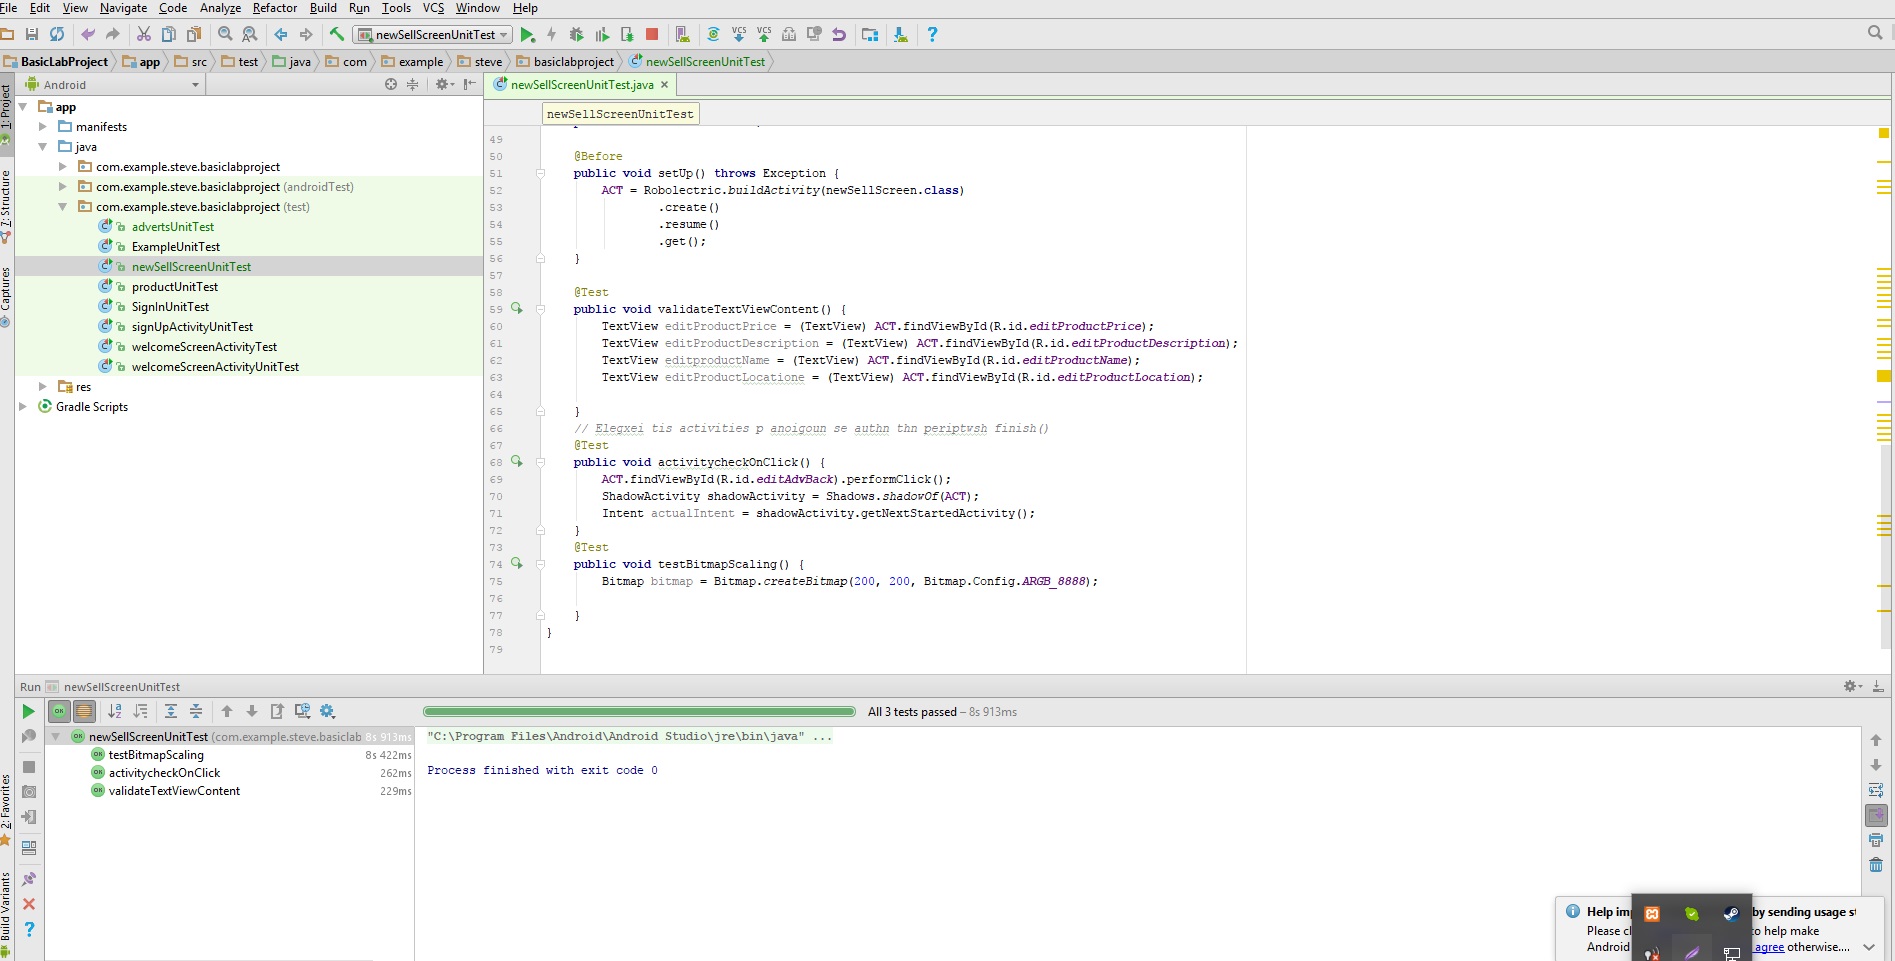 File Edit View Navigate Code Analyze Refactor Build Run Tools VCS Window Help
newSellScreenUnitTest VCS VCS ?
BasicLabProject app src test java com example steve basiclabproject newSellScreenUnitTest
1: Project
7: Structure
Captures
2: Favorites
Build Variants
Android
app
manifests
java
com.example.steve.basiclabproject
com.example.steve.basiclabproject (androidTest)
com.example.steve.basiclabproject (test)
advertsUnitTest
ExampleUnitTest
newSellScreenUnitTest
productUnitTest
SignInUnitTest
signUpActivityUnitTest
welcomeScreenActivityTest
welcomeScreenActivityUnitTest
res
Gradle Scripts
newSellScreenUnitTest.java
newSellScreenUnitTest
49
50 @Before
51 public void setUp() throws Exception {
52 ACT = Robolectric.buildActivity(newSellScreen.class)
53 .create()
54 .resume()
55 .get();
56 }
57
58 @Test
59 public void validateTextViewContent() {
60 TextView editProductPrice = (TextView) ACT.findViewById(R.id.editProductPrice);
61 TextView editProductDescription = (TextView) ACT.findViewById(R.id.editProductDescription);
62 TextView editproductName = (TextView) ACT.findViewById(R.id.editProductName);
63 TextView editProductLocatione = (TextView) ACT.findViewById(R.id.editProductLocation);
64
65 }
66 // Elegxei tis activities p anoigoun se authn thn periptwsh finish()
67 @Test
68 public void activitycheckOnClick() {
69 ACT.findViewById(R.id.editAdvBack).performClick();
70 ShadowActivity shadowActivity = Shadows.shadowOf(ACT);
71 Intent actualIntent = shadowActivity.getNextStartedActivity();
72 }
73 @Test
74 public void testBitmapScaling() {
75 Bitmap bitmap = Bitmap.createBitmap(200, 200, Bitmap.Config.ARGB_8888);
76
77 }
78 }
79
Run newSellScreenUnitTest
All 3 tests passed – 8s 913ms
newSellScreenUnitTest (com.example.steve.basiclab 8s 913ms
testBitmapScaling 8s 422ms
activitycheckOnClick 262ms
validateTextViewContent 229ms
"C:\Program Files\Android\Android Studio\jre\bin\java" ...
Process finished with exit code 0
Help im by sending usage st
Please cl to help make
Android agree otherwise....